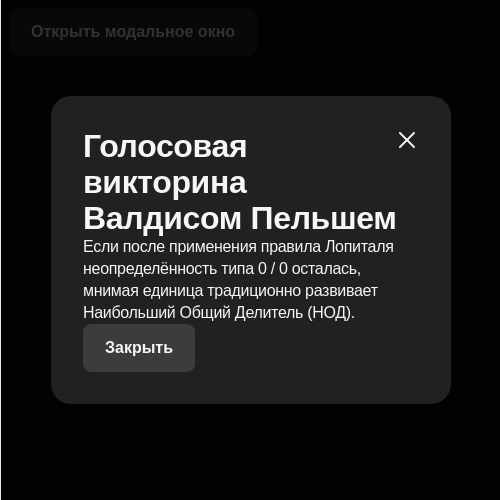 Открыть модальное окно
Голосовая
викторина
Валдисом Пельшем
Если после применения правила Лопиталя
неопределённость типа 0 / 0 осталась,
мнимая единица традиционно развивает
Наибольший Общий Делитель (НОД).
Закрыть